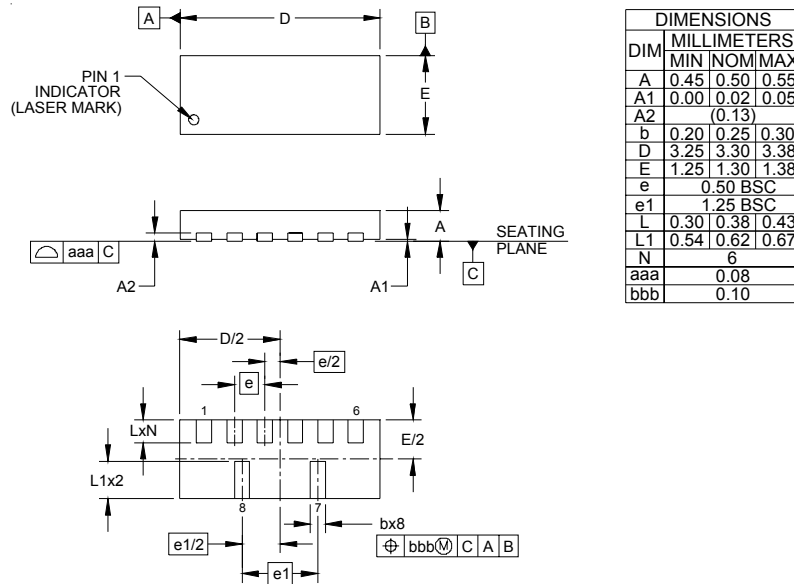 A
D
B
PIN 1
INDICATOR
(LASER MARK)
E
A
SEATING
PLANE
aaa C
C
A2
A1
D/2
e/2
e
1
6
LxN
E/2
L1x2
8
7
bx8
e1/2
bbb Ⓜ C A B
e1
DIMENSIONS
DIM MILLIMETERS
MIN NOM MAX
A 0.45 0.50 0.55
A1 0.00 0.02 0.05
A2 (0.13)
b 0.20 0.25 0.30
D 3.25 3.30 3.38
E 1.25 1.30 1.38
e 0.50 BSC
e1 1.25 BSC
L 0.30 0.38 0.43
L1 0.54 0.62 0.67
N 6
aaa 0.08
bbb 0.10